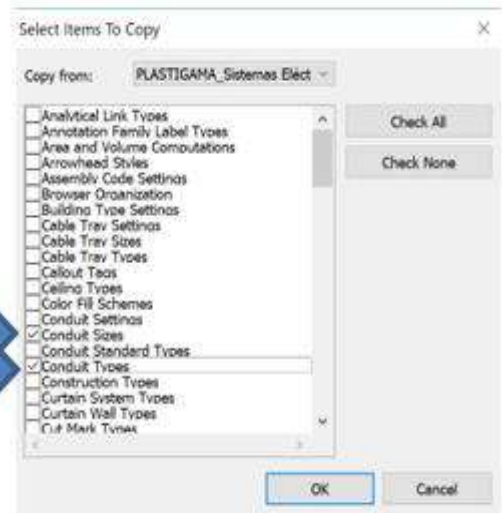 Select Items To Copy
Copy from: PLASTIGAMA_Sistemas Eléct
Analytical Link Types
Annotation Family Label Types
Area and Volume Computations
Arrowhead Styles
Assembly Code Settings
Browser Organization
Building Type Settings
Cable Tray Settings
Cable Tray Sizes
Cable Tray Types
Callout Tags
Ceiling Types
Color Fill Schemes
Conduit Settings
Conduit Sizes
Conduit Standard Types
Conduit Types
Construction Types
Curtain System Types
Curtain Wall Types
Cut Mark Types
Check All
Check None
OK
Cancel